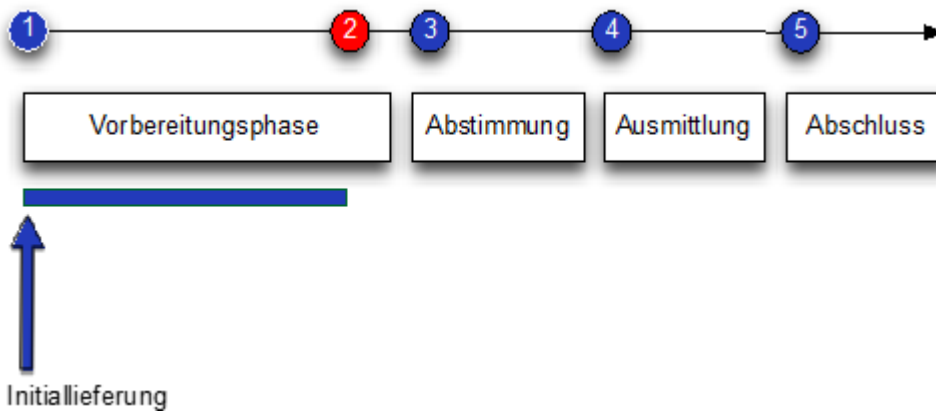 1 2 3 4 5
Vorbereitungsphase Abstimmung Ausmittlung Abschluss
Initiallieferung